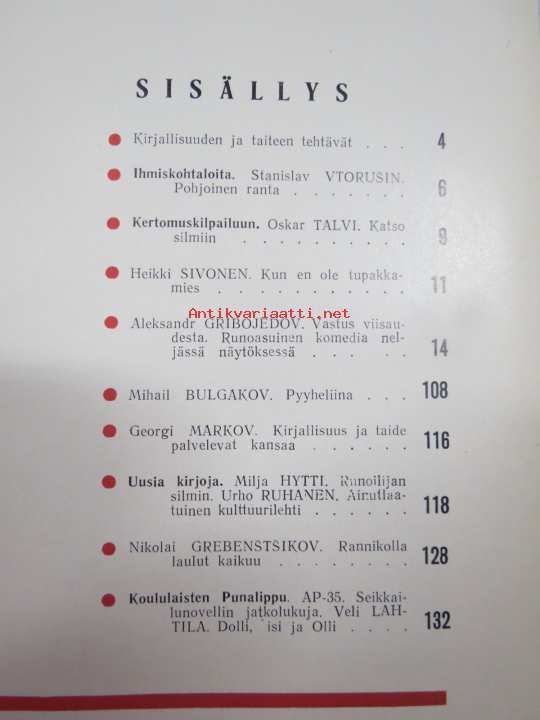 SISÄLLYS
Kirjallisuuden ja taiteen tehtävät . . . 4
Ihmiskohtaloita. Stanislav VTORUSIN.
Pohjoinen ranta . . . . . . . 6
Kertomuskilpailuun. Oskar TALVI. Katso
silmiin . . . . . . . . . . 9
Heikki SIVONEN. Kun en ole tupakka-
mies . . . . . . . . . . . 11
Antikvariaatti.net
Aleksandr GRIBOJEDOV. Vastus viisau-
desta. Runoasuinen komedia nel-
jässä näytöksessä . . . . . 14
Mihail BULGAKOV. Pyyheliina . . . 108
Georgi MARKOV. Kirjallisuus ja taide
palvelevat kansaa . . . . . . 116
Uusia kirjoja. Milja HYTTI. Runoilijan
silmin. Urho RUHANEN. Ainutlaa-
tuinen kulttuurilehti . . . . . 118
Nikolai GREBENSTSIKOV. Rannikolla
laulut kaikuu . . . . . . . 128
Koululaisten Punalippu. AP-35. Seikkai-
lunovellin jatkolukuja. Veli LAH-
TILA. Dolli, isi ja Olli . . . . 132